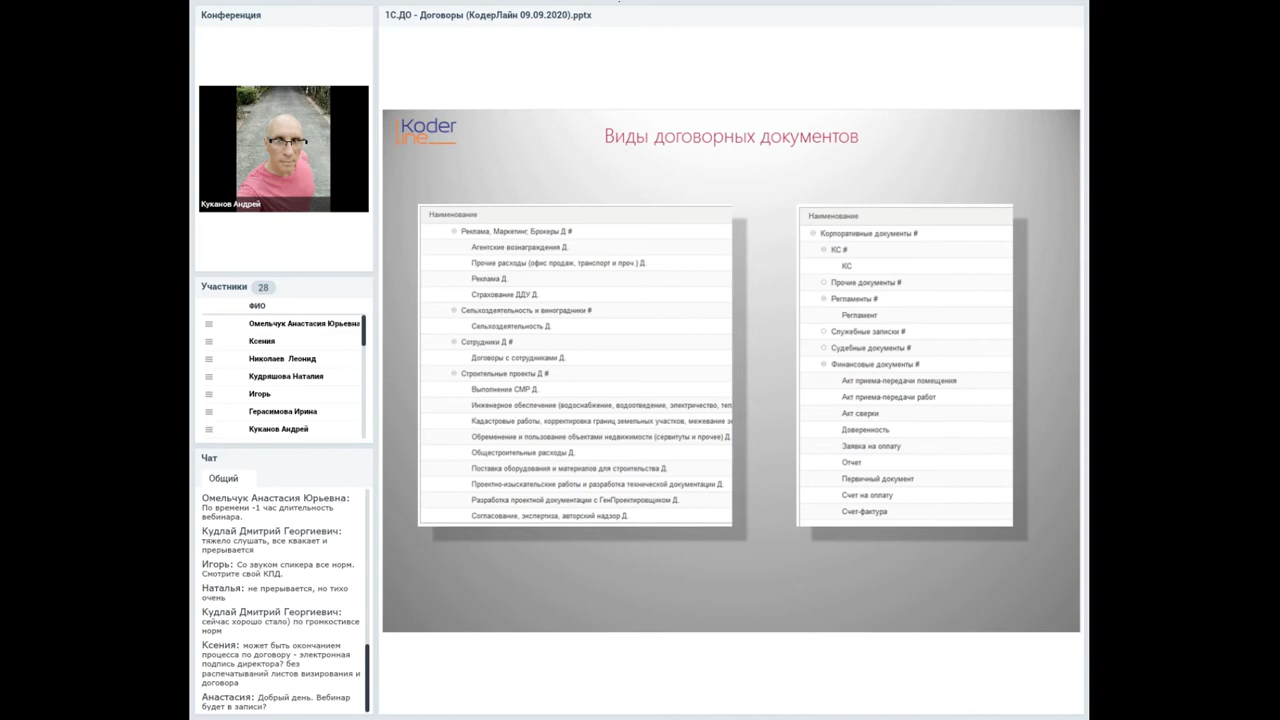 Конференция
Куканов Андрей
Участники 28
ФИО
Омельчук Анастасия Юрьевна
Ксения
Николаев Леонид
Кудряшова Наталия
Игорь
Герасимова Ирина
Куканов Андрей
Чат
Общий
Омельчук Анастасия Юрьевна:
По времени -1 час длительность
вебинара.
Кудлай Дмитрий Георгиевич:
тяжело слушать, все квакает и
прерывается
Игорь: Со звуком спикера все норм.
Смотрите свой КПД.
Наталья: не прерывается, но тихо
очень
Кудлай Дмитрий Георгиевич:
сейчас хорошо стало) по громкостивсе
норм
Ксения: может быть окончанием
процесса по договору - электронная
подпись директора? без
распечатываний листов визирования и
договора
Анастасия: Добрый день. Вебинар
будет в записи?
1С.ДО - Договоры (КодерЛайн 09.09.2020).pptx
Koder
line
Виды договорных документов
Наименование
Реклама, Маркетинг, Брокеры Д #
Агентские вознаграждения Д.
Прочие расходы (офис продаж, транспорт и проч.) Д.
Реклама Д.
Страхование ДДУ Д.
Сельхоздеятельность и виноградники #
Сельхоздеятельность Д.
Сотрудники Д #
Договоры с сотрудниками Д.
Строительные проекты Д #
Выполнение СМР Д.
Инженерное обеспечение (водоснабжение, водоотведение, электричество, теп
Кадастровые работы, корректировка границ земельных участков, межевание з
Обременение и пользование объектами недвижимости (сервитуты и прочее) Д.
Общестроительные расходы Д.
Поставка оборудования и материалов для строительства Д.
Проектно-изыскательские работы и разработка технической документации Д.
Разработка проектной документации с ГенПроектировщиком Д.
Согласование, экспертиза, авторский надзор Д.
Наименование
Корпоративные документы #
КС #
КС
Прочие документы #
Регламенты #
Регламент
Служебные записки #
Судебные документы #
Финансовые документы #
Акт приема-передачи помещения
Акт приема-передачи работ
Акт сверки
Доверенность
Заявка на оплату
Отчет
Первичный документ
Счет на оплату
Счет-фактура